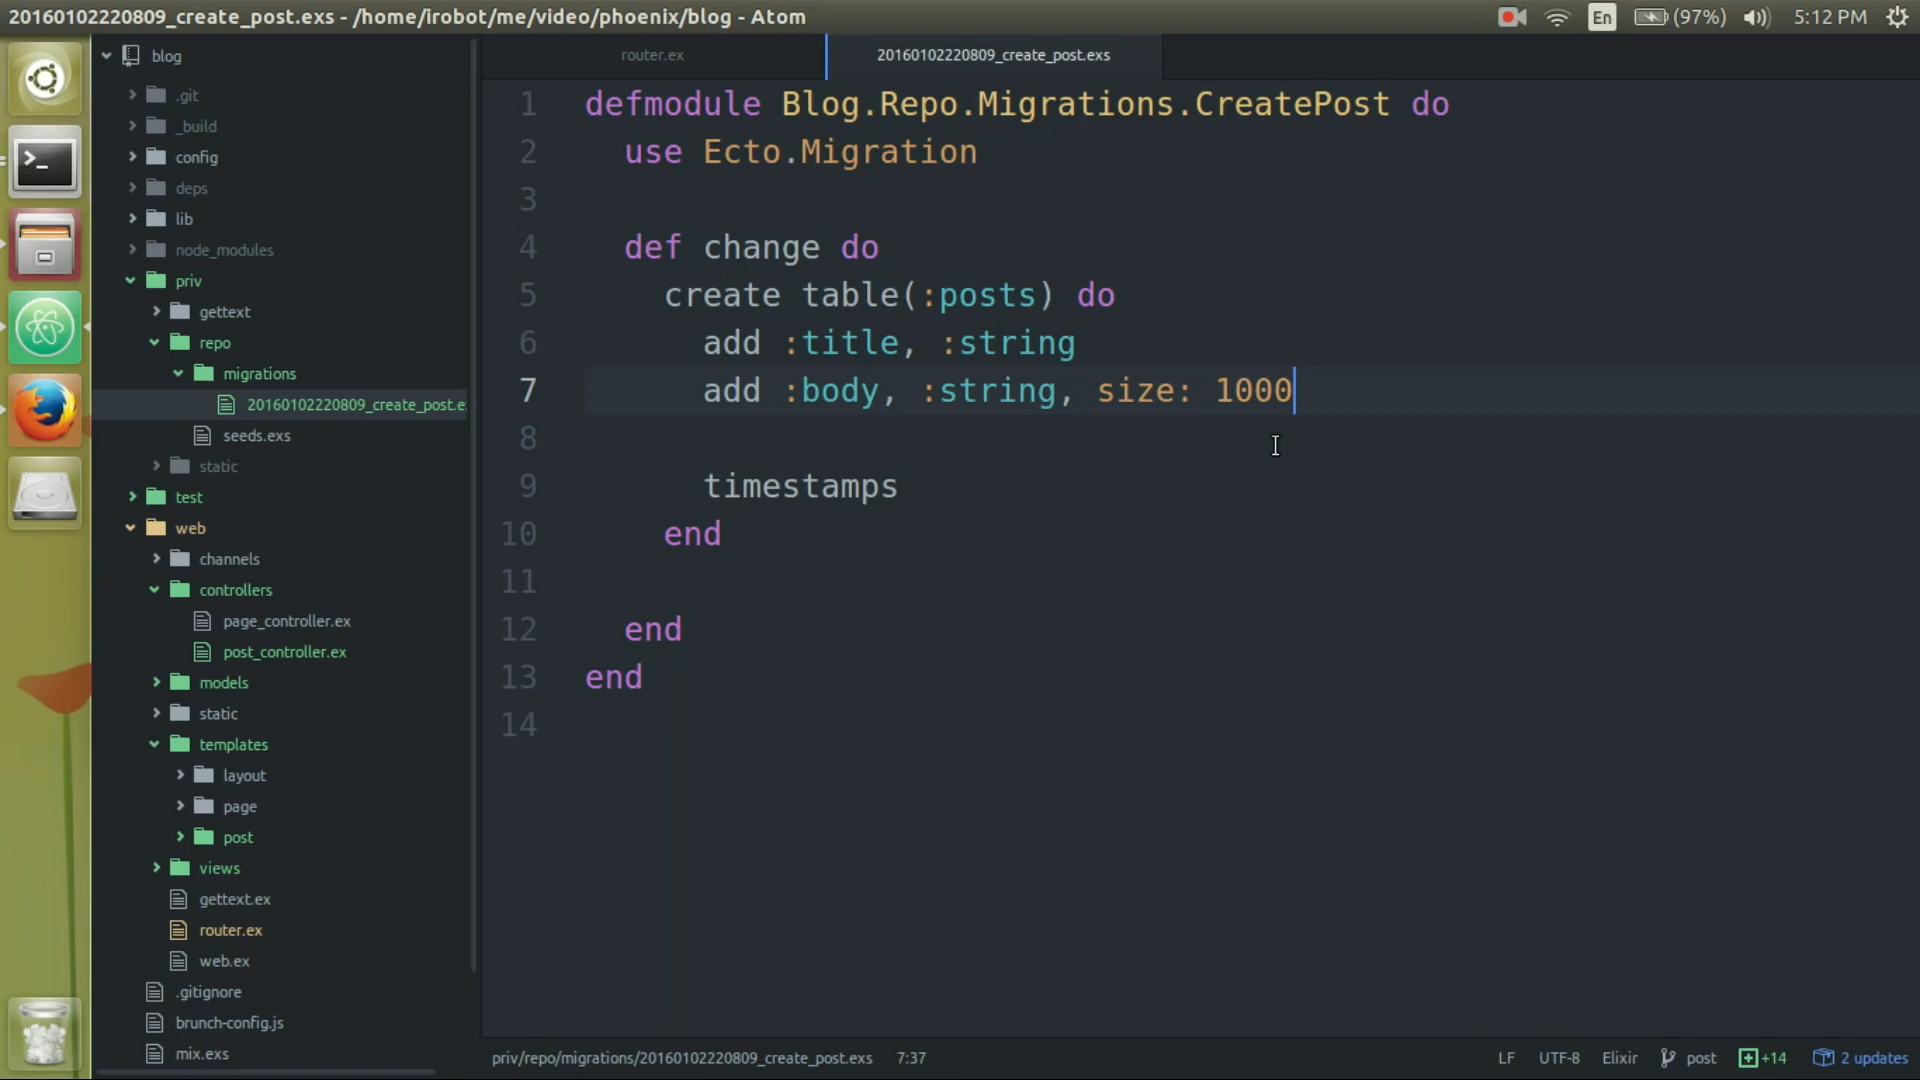 20160102220809_create_post.exs - /home/irobot/me/video/phoenix/blog - Atom
En
(97%)
5:12 PM
blog
.git
_build
config
deps
lib
node_modules
priv
gettext
repo
migrations
20160102220809_create_post.e
seeds.exs
static
test
web
channels
controllers
page_controller.ex
post_controller.ex
models
static
templates
layout
page
post
views
gettext.ex
router.ex
web.ex
.gitignore
brunch-config.js
mix.exs
router.ex
20160102220809_create_post.exs
1 defmodule Blog.Repo.Migrations.CreatePost do
2 use Ecto.Migration
3
4 def change do
5 create table(:posts) do
6 add :title, :string
7 add :body, :string, size: 1000
8
9 timestamps
10 end
11
12 end
13 end
14
priv/repo/migrations/20160102220809_create_post.exs 7:37
LF UTF-8 Elixir post +14 2 updates